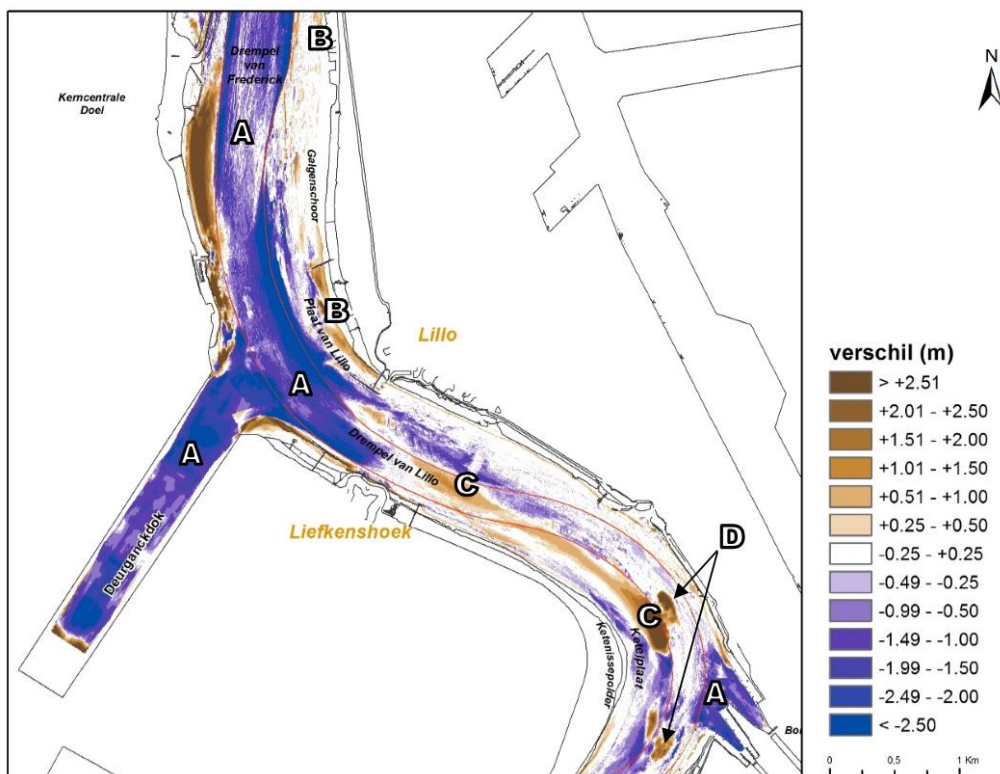 B
Drempel
van
Frederick
N
Kerncentrale
Doel
A
Galgenschoor
B
Plaat van Lillo
Lillo
verschil (m)
> +2.51
+2.01 - +2.50
+1.51 - +2.00
+1.01 - +1.50
+0.51 - +1.00
+0.25 - +0.50
-0.25 - +0.25
-0.49 - -0.25
-0.99 - -0.50
-1.49 - -1.00
-1.99 - -1.50
-2.49 - -2.00
< -2.50
A
A
Drempel van Lillo
C
Liefkenshoek
D
Deurganckdok
C
Ketelplaat
Ketenissepolder
A
Bo
0 0,5 1 Km